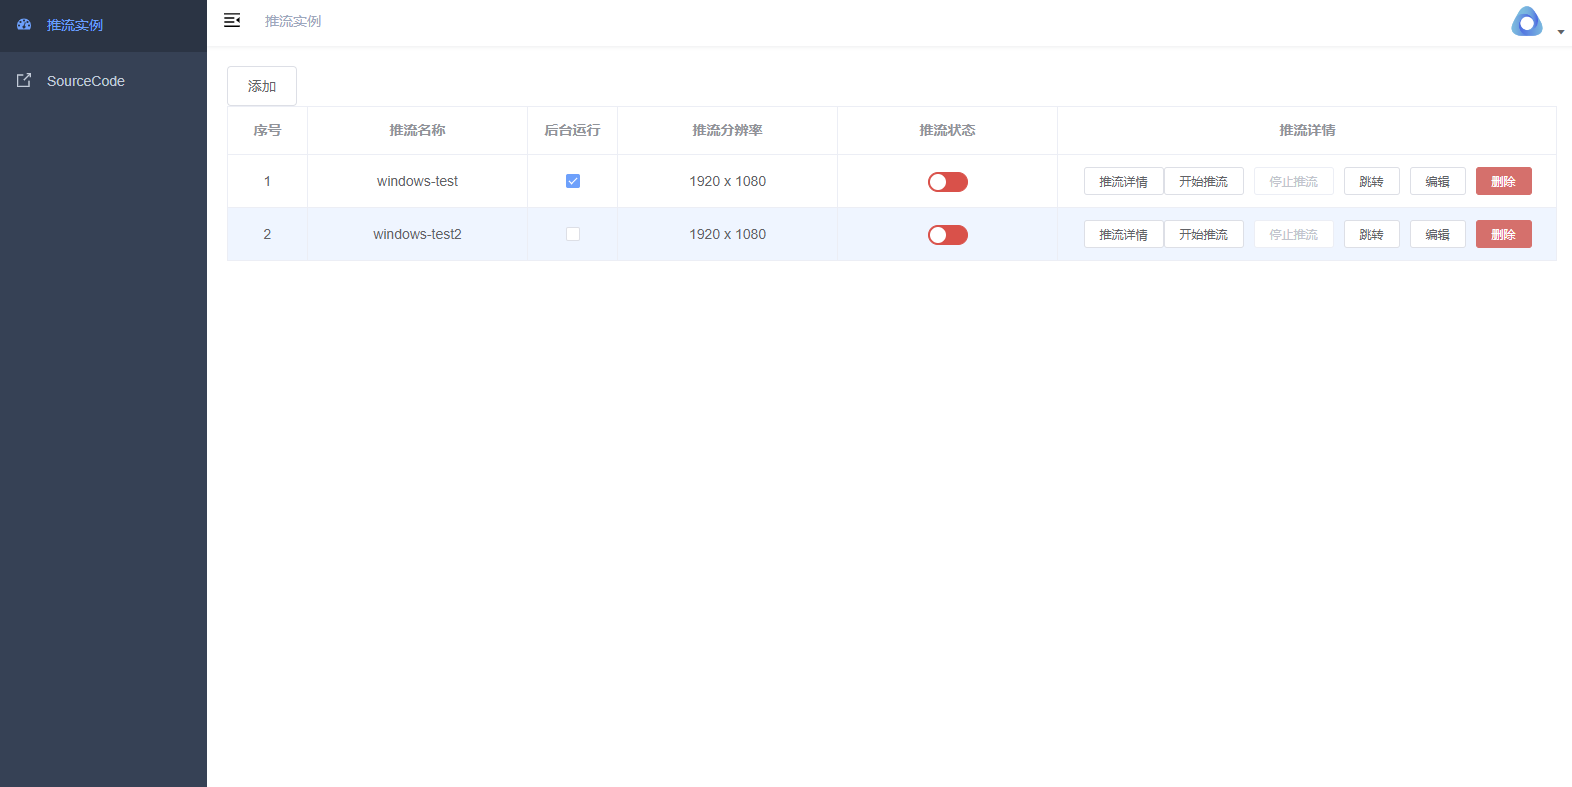 推流实例
SourceCode
推流实例
添加
序号 推流名称 后台运行 推流分辨率 推流状态 推流详情
1 windows-test 1920 x 1080 推流详情 开始推流 停止推流 跳转 编辑 删除
2 windows-test2 1920 x 1080 推流详情 开始推流 停止推流 跳转 编辑 删除